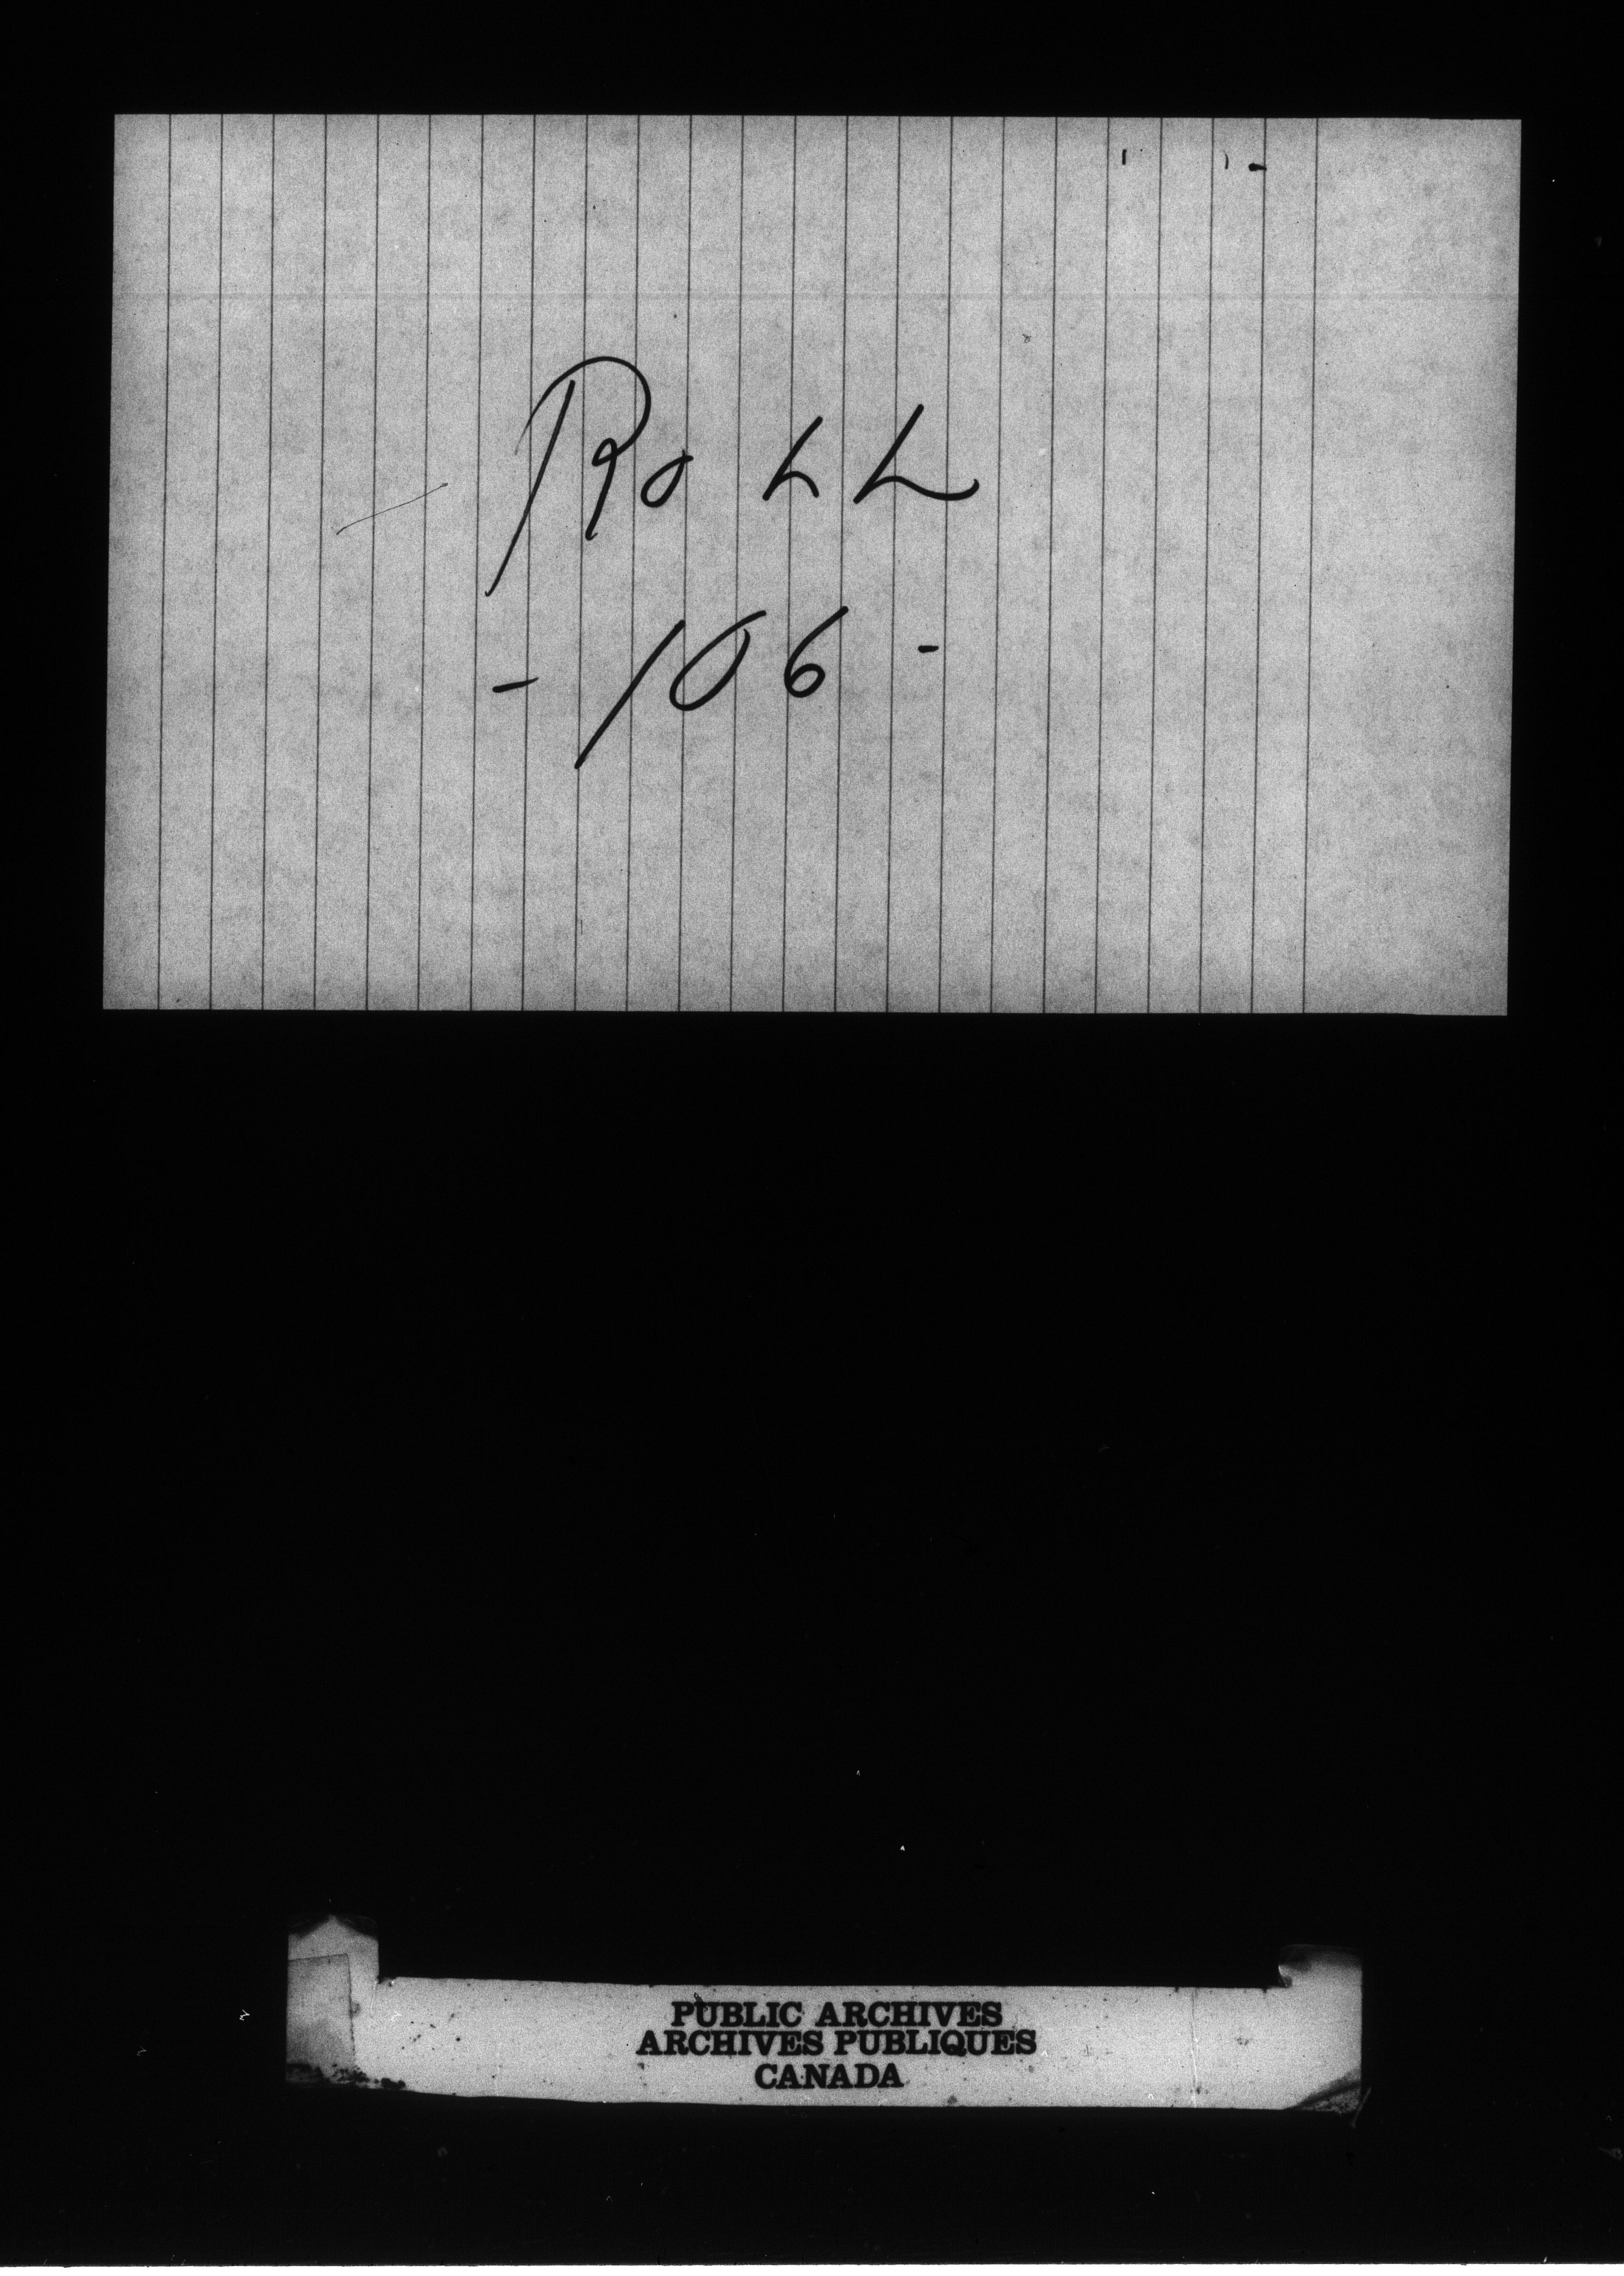 RoLL
- 106 -
PUBLIC ARCHIVES
ARCHIVES PUBLIQUES
CANADA